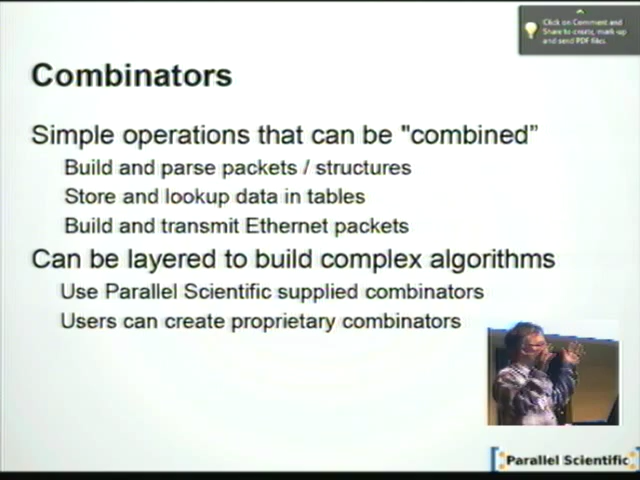 Click on Comment and
Share to create, mark-up
and send PDF files.
Combinators
Simple operations that can be "combined”
Build and parse packets / structures
Store and lookup data in tables
Build and transmit Ethernet packets
Can be layered to build complex algorithms
Use Parallel Scientific supplied combinators
Users can create proprietary combinators
Parallel Scientific